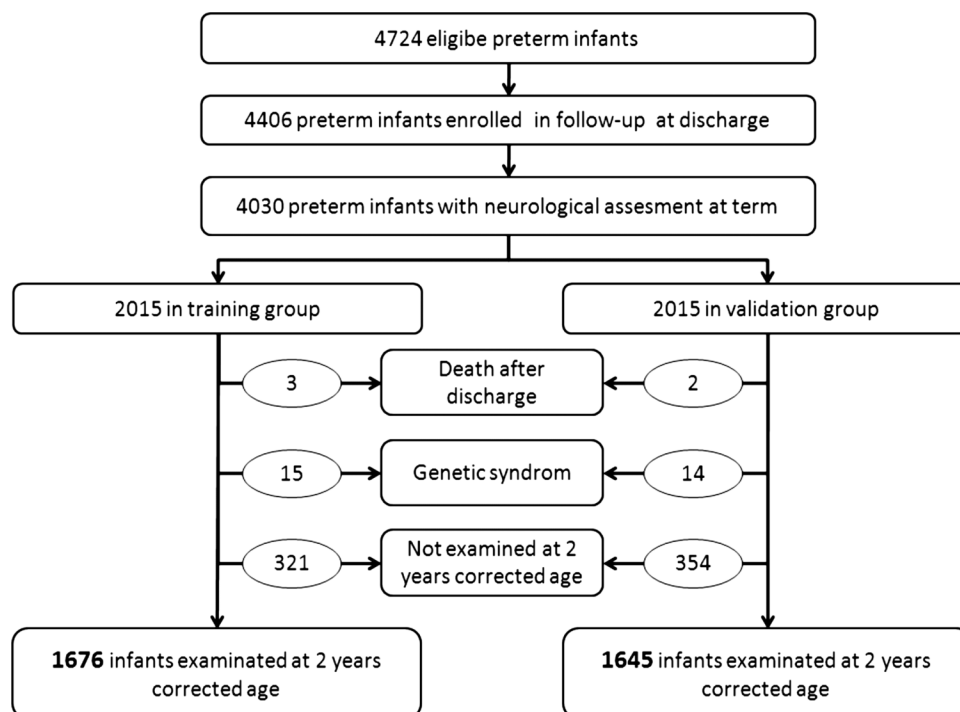 4724 eligibe preterm infants
4406 preterm infants enrolled in follow-up at discharge
4030 preterm infants with neurological assesment at term
2015 in training group
2015 in validation group
3
Death after
discharge
2
15
Genetic syndrom
14
321
Not examined at 2
years corrected age
354
1676 infants examinated at 2 years
corrected age
1645 infants examinated at 2 years
corrected age